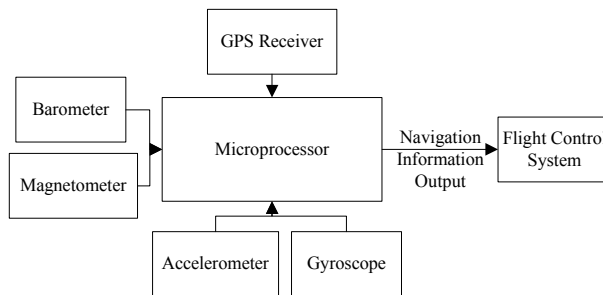 GPS Receiver
Barometer
Magnetometer
Microprocessor
Navigation
Information
Output
Flight Control
System
Accelerometer
Gyroscope